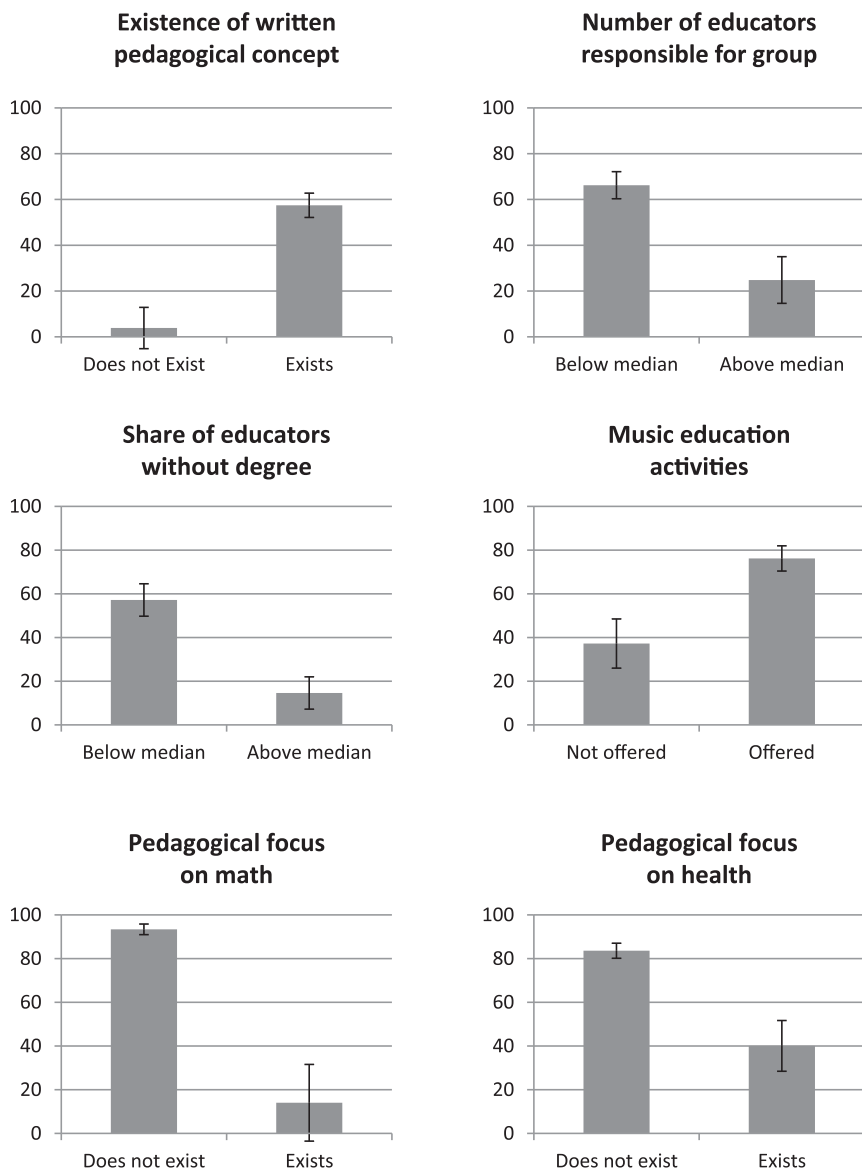 Existence of written
pedagogical concept
100
80
60
40
20
0
Does not Exist
Exists
Number of educators
responsible for group
100
80
60
40
20
0
Below median
Above median
Share of educators
without degree
100
80
60
40
20
0
Below median
Above median
Music education
activities
100
80
60
40
20
0
Not offered
Offered
Pedagogical focus
on math
100
80
60
40
20
0
Does not exist
Exists
Pedagogical focus
on health
100
80
60
40
20
0
Does not exist
Exists